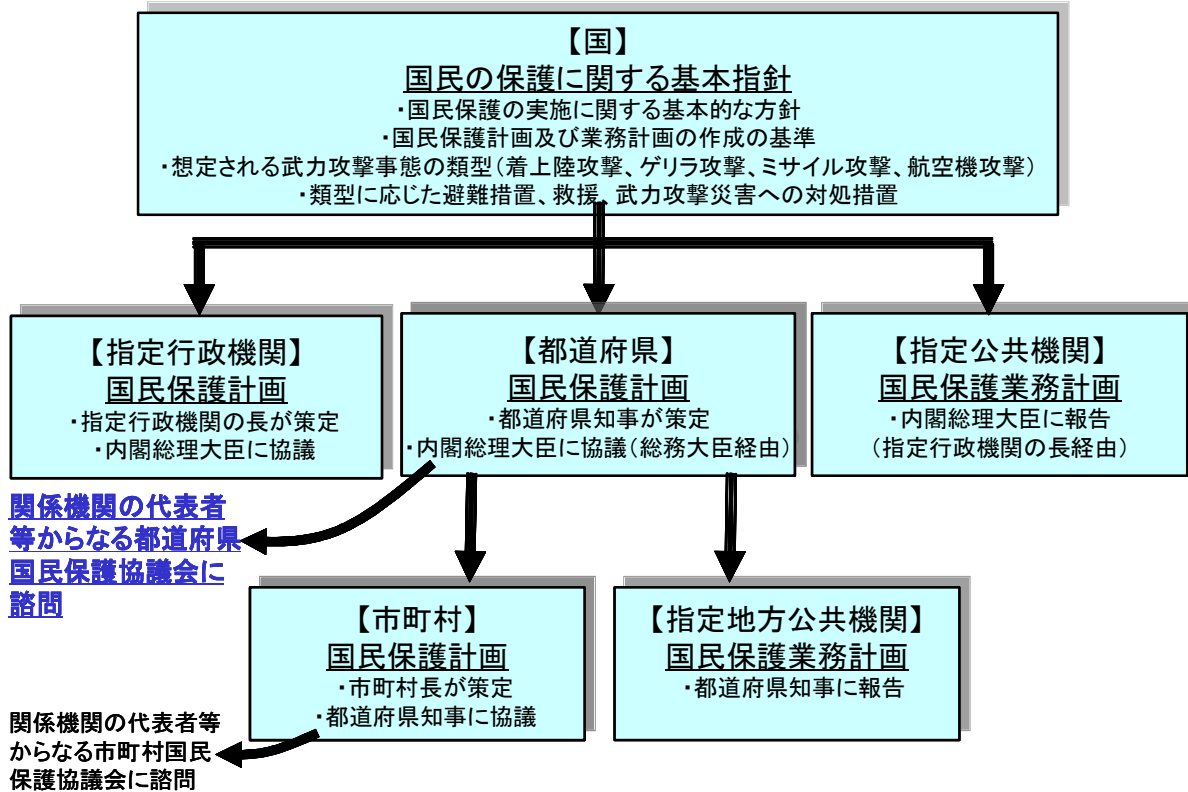 【国】
国民の保護に関する基本指針
・国民保護の実施に関する基本的な方針
・国民保護計画及び業務計画の作成の基準
・想定される武力攻撃事態の類型(着上陸攻撃、ゲリラ攻撃、ミサイル攻撃、航空機攻撃)
・類型に応じた避難措置、救援、武力攻撃災害への対処措置
【指定行政機関】
国民保護計画
・指定行政機関の長が策定
・内閣総理大臣に協議
【都道府県】
国民保護計画
・都道府県知事が策定
・内閣総理大臣に協議(総務大臣経由)
【指定公共機関】
国民保護業務計画
・内閣総理大臣に報告
(指定行政機関の長経由)
関係機関の代表者
等からなる都道府県
国民保護協議会に
諮問
【市町村】
国民保護計画
・市町村長が策定
・都道府県知事に協議
【指定地方公共機関】
国民保護業務計画
・都道府県知事に報告
関係機関の代表者等
からなる市町村国民
保護協議会に諮問